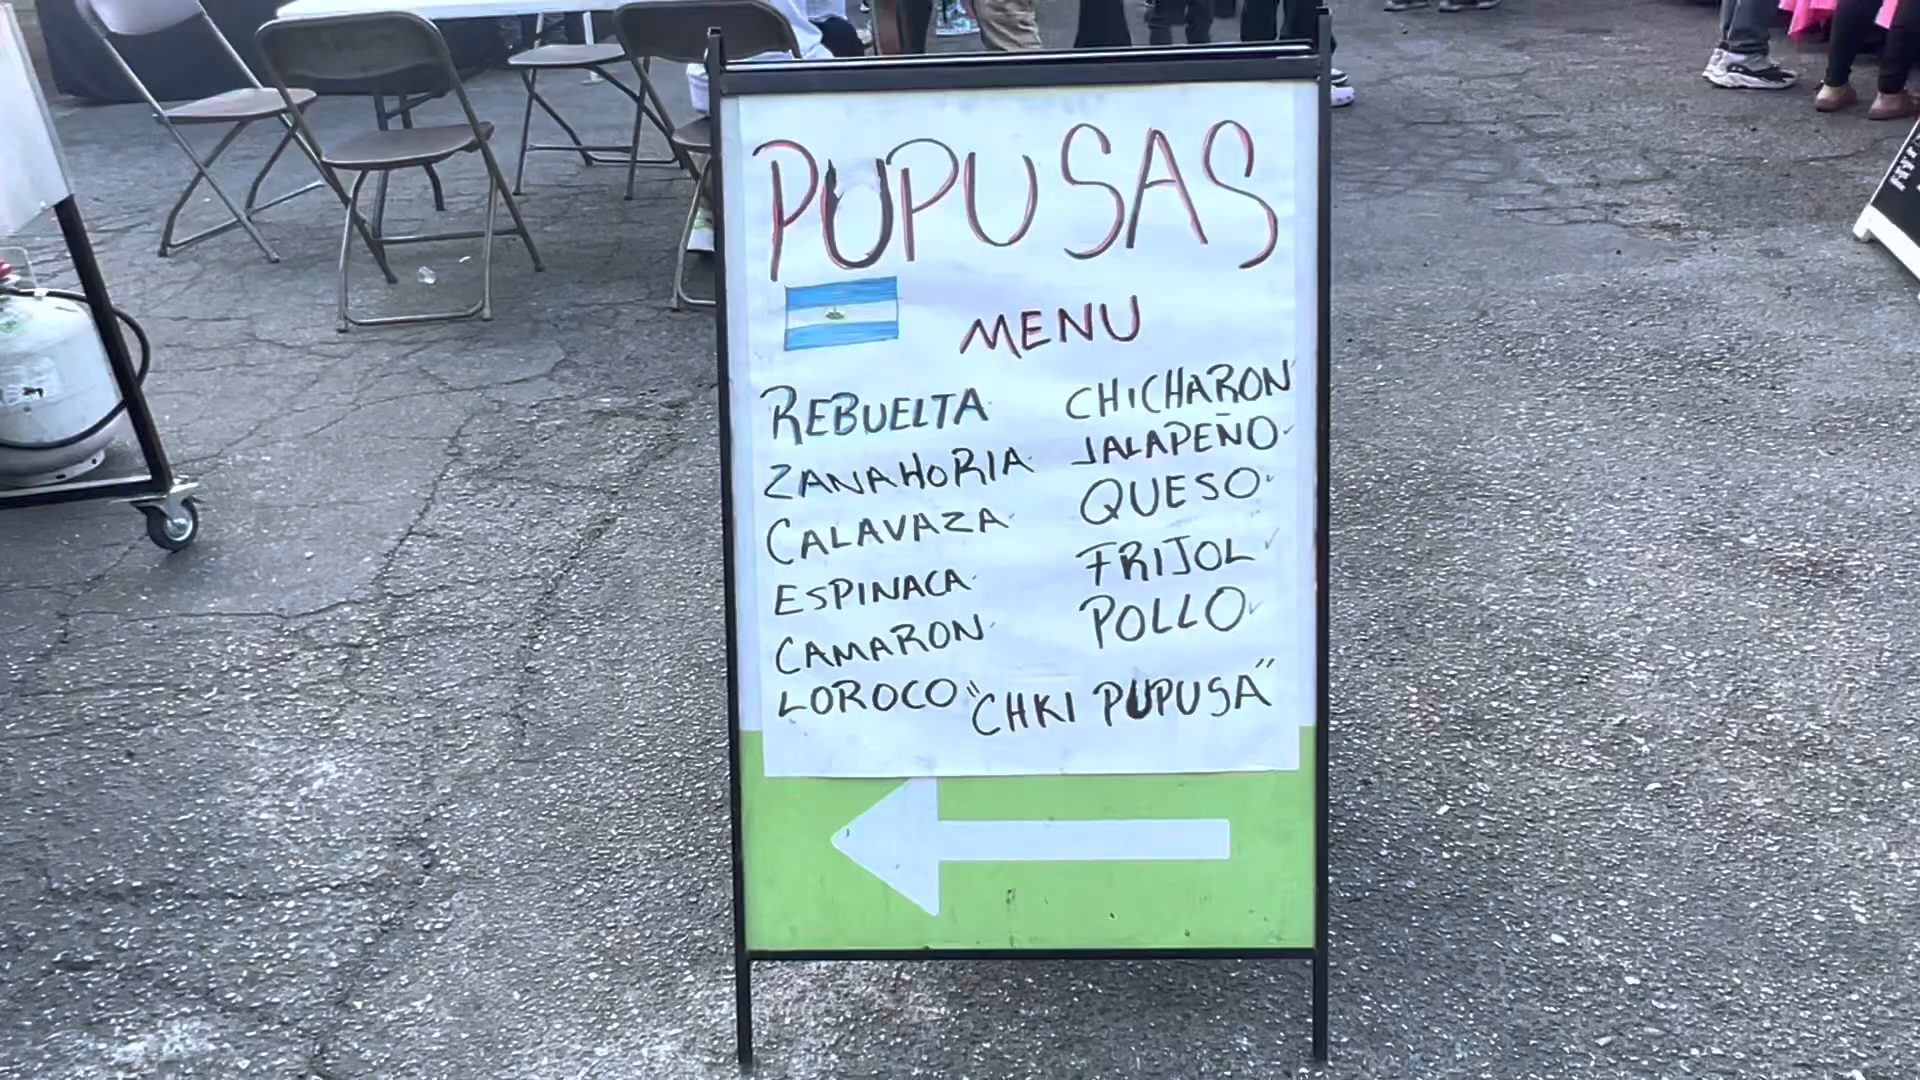 PUPUSAS
MENU
REBUELTA
ZANAHORIA
CALAVAZA
ESPINACA
CAMARON
LOROCO
CHICHARON
JALAPEÑO
QUESO
FRIJOL
POLLO
"CHKI PUPUSA"